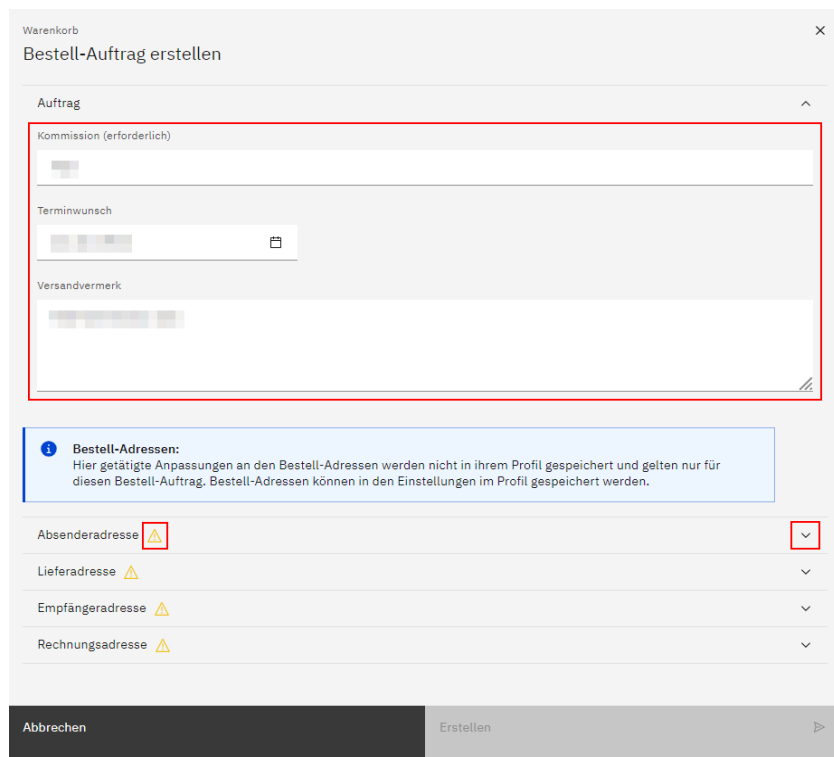 Warenkorb
Bestell-Auftrag erstellen
Auftrag
Kommission (erforderlich)
Terminwunsch
Versandvermerk
Bestell-Adressen:
Hier getätigte Anpassungen an den Bestell-Adressen werden nicht in ihrem Profil gespeichert und gelten nur für
diesen Bestell-Auftrag. Bestell-Adressen können in den Einstellungen im Profil gespeichert werden.
Absenderadresse
Lieferadresse
Empfängeradresse
Rechnungsadresse
Abbrechen
Erstellen